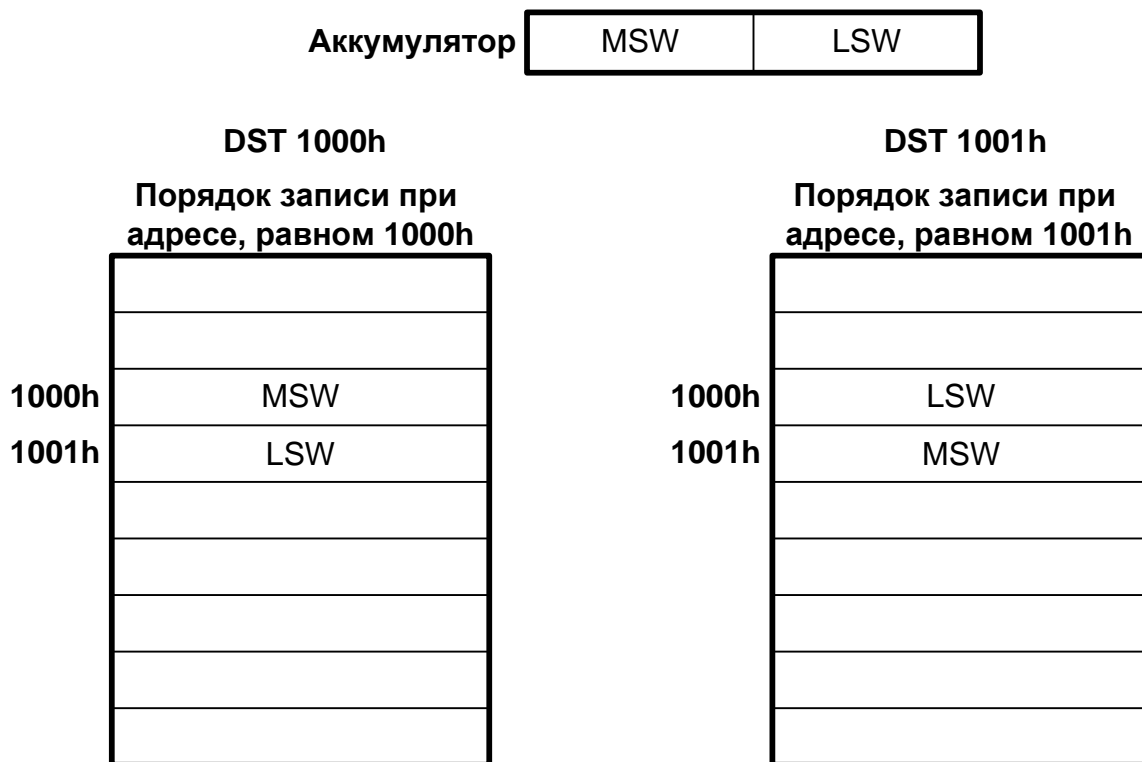 Аккумулятор MSW LSW
DST 1000h
Порядок записи при
адресе, равном 1000h
1000h MSW
1001h LSW
DST 1001h
Порядок записи при
адресе, равном 1001h
1000h LSW
1001h MSW